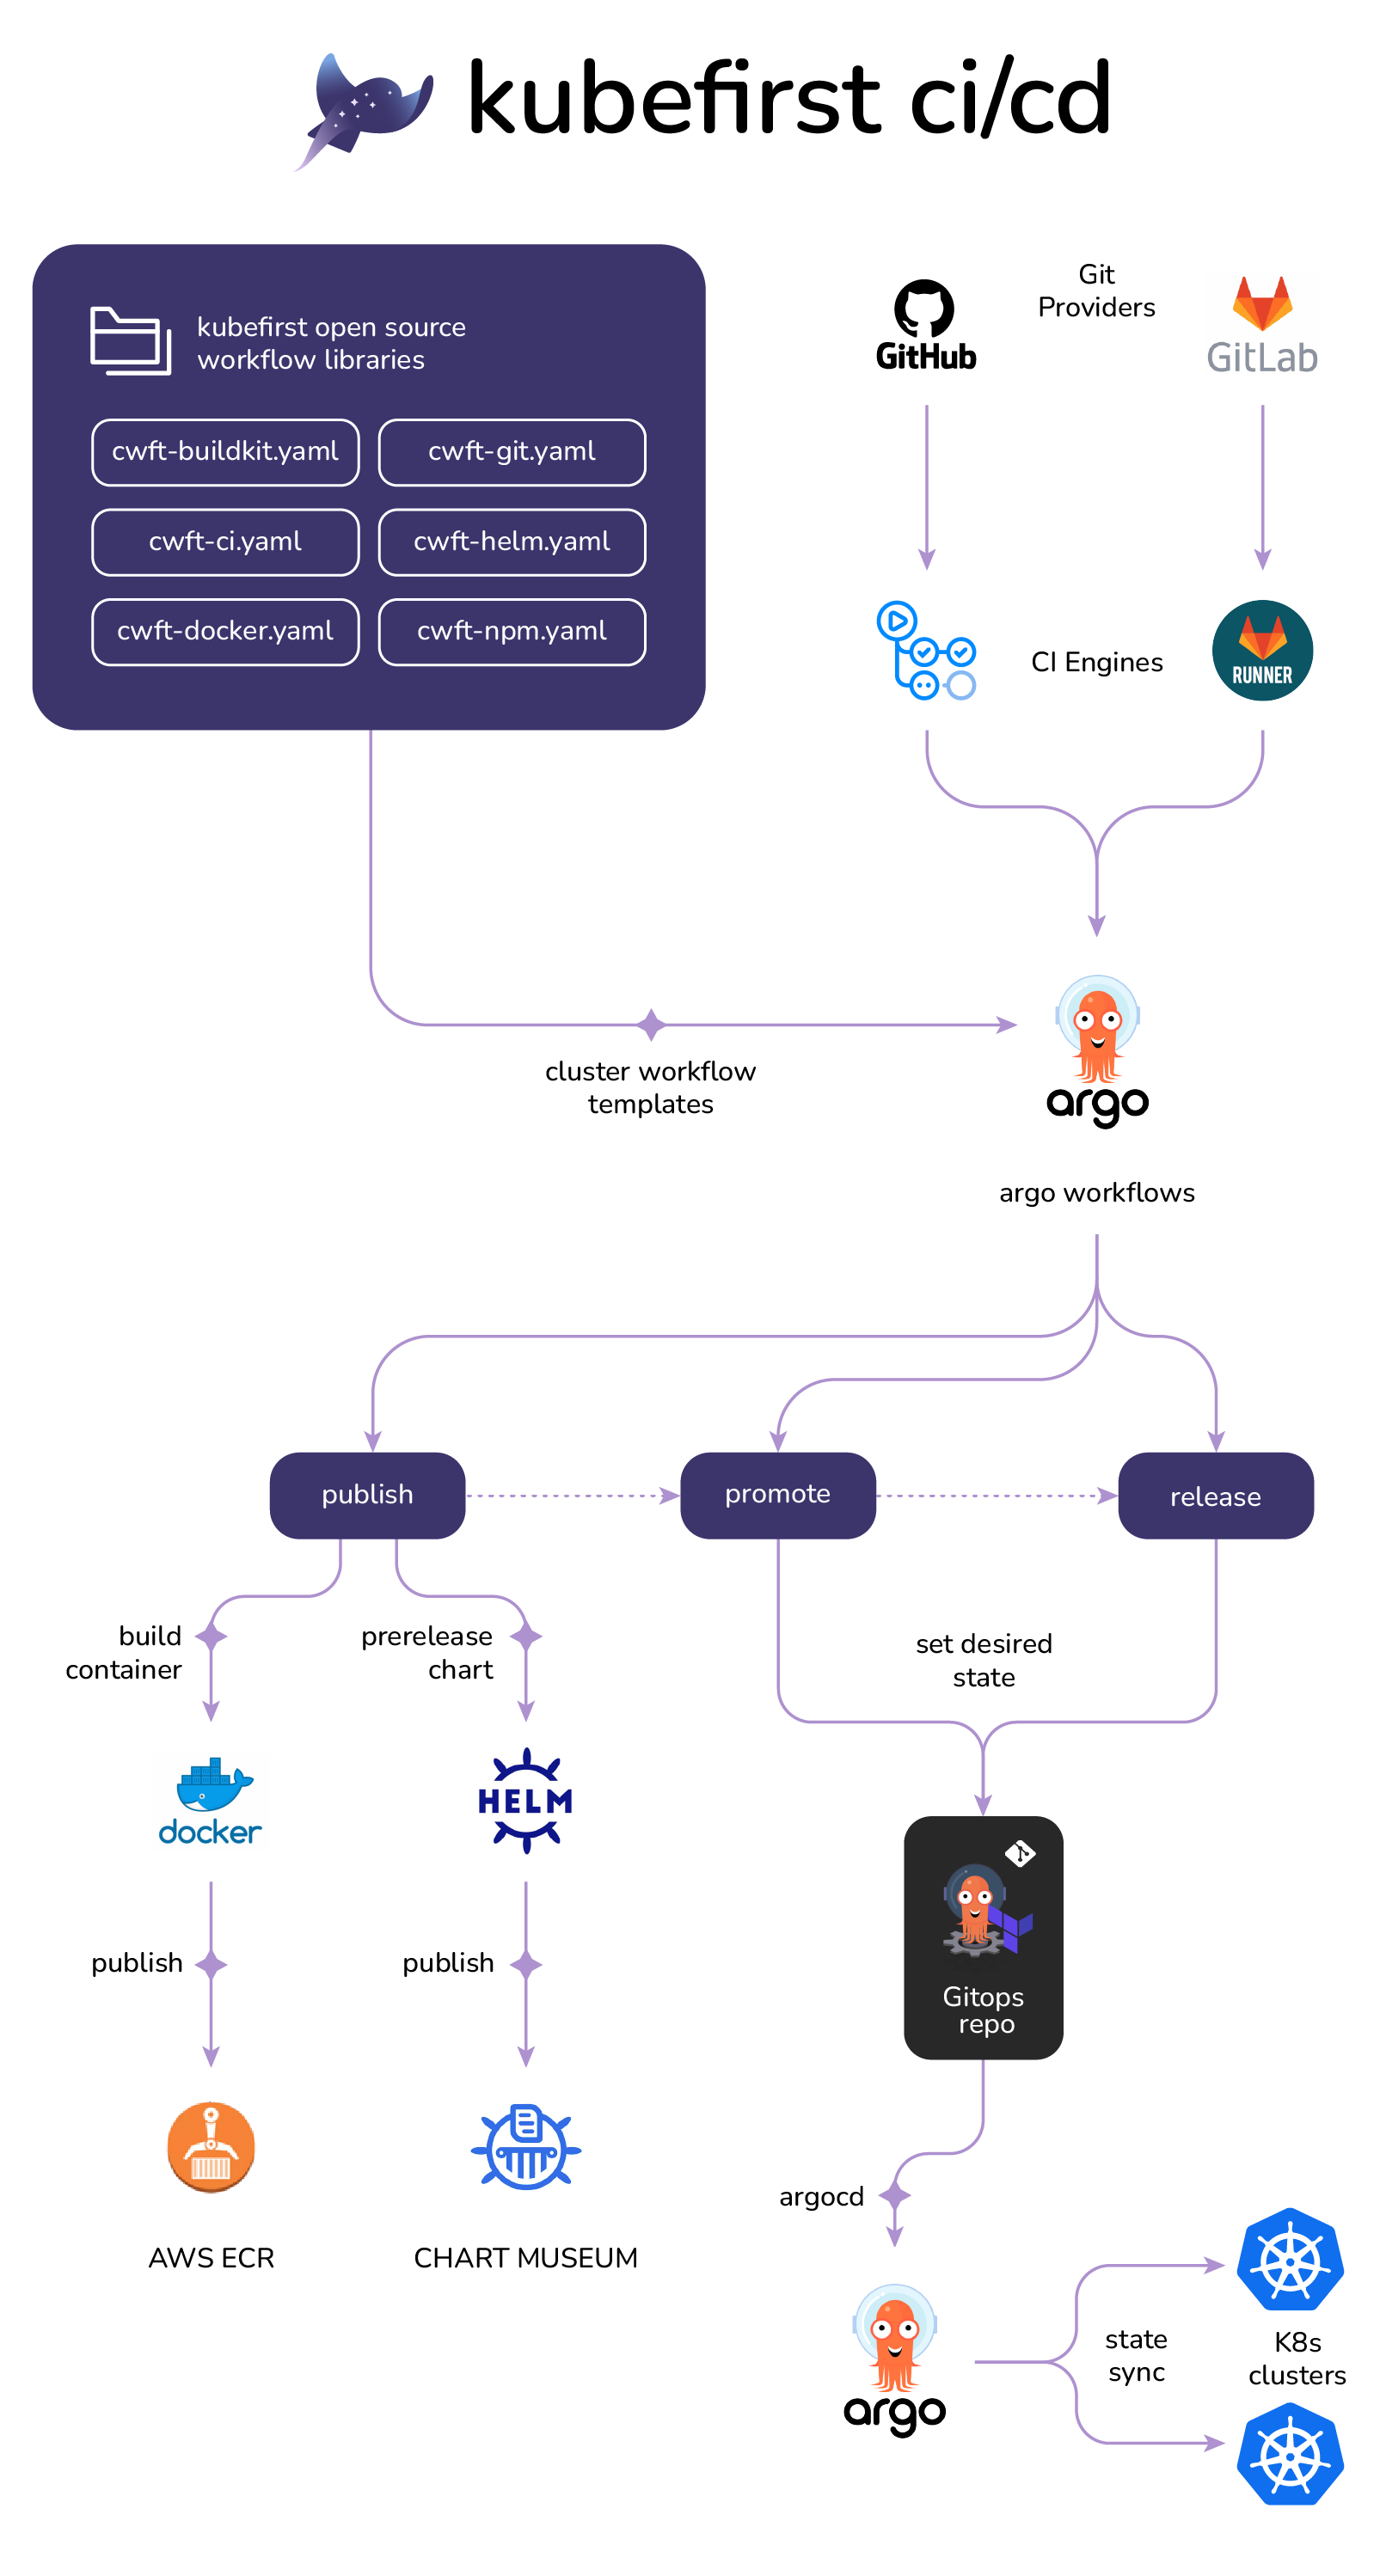 kubefirst ci/cd
kubefirst open source
workflow libraries
cwft-buildkit.yaml
cwft-git.yaml
cwft-ci.yaml
cwft-helm.yaml
cwft-docker.yaml
cwft-npm.yaml
Git
Providers
GitHub
GitLab
CI Engines
RUNNER
cluster workflow
templates
argo
argo workflows
publish
promote
release
build
container
prerelease
chart
set desired
state
docker
HELM
publish
publish
Gitops
repo
AWS ECR
CHART MUSEUM
argocd
argo
state
sync
K8s
clusters